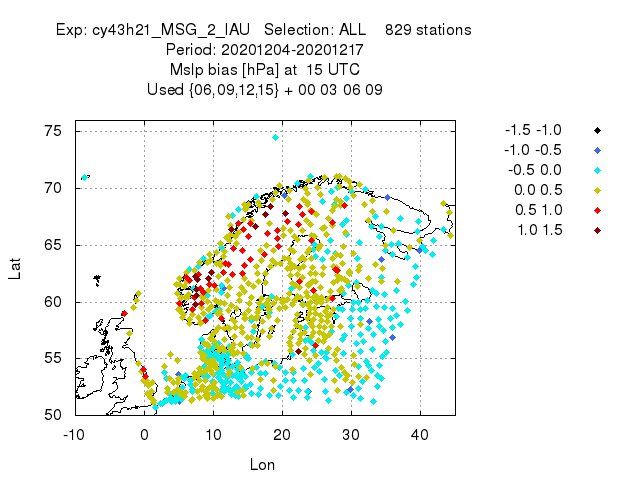 Exp: cy43h21_MSG_2_IAU   Selection: ALL    829 stations
Period: 20201204-20201217
Mslp bias [hPa] at  15 UTC
Used {06,09,12,15} + 00 03 06 09
75
70
65
60
55
50
-10 0 10 20 30 40
Lat
Lon
-1.5 -1.0
-1.0 -0.5
-0.5 0.0
0.0 0.5
0.5 1.0
1.0 1.5